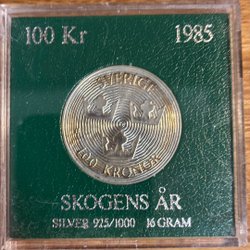 100 Kr 1985
SVERIGE
100 KRONOR
SKOGENS ÅR
SILVER 925/1000 16 GRAM